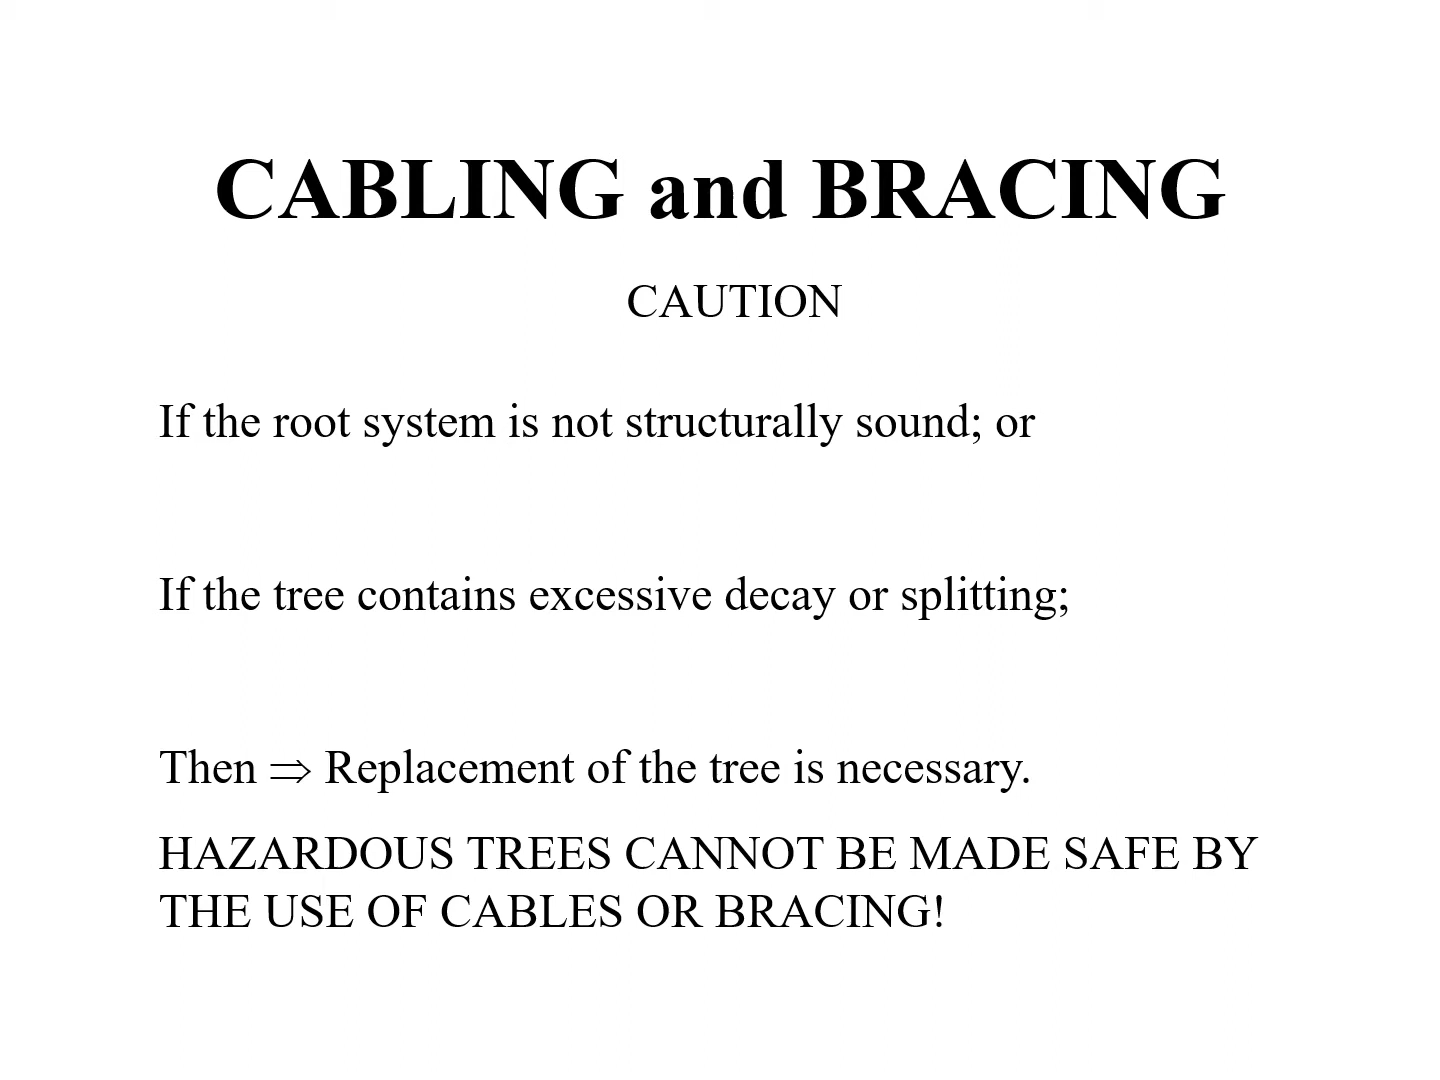 CABLING and BRACING
CAUTION
If the root system is not structurally sound; or
If the tree contains excessive decay or splitting;
Then ⇒ Replacement of the tree is necessary.
HAZARDOUS TREES CANNOT BE MADE SAFE BY
THE USE OF CABLES OR BRACING!